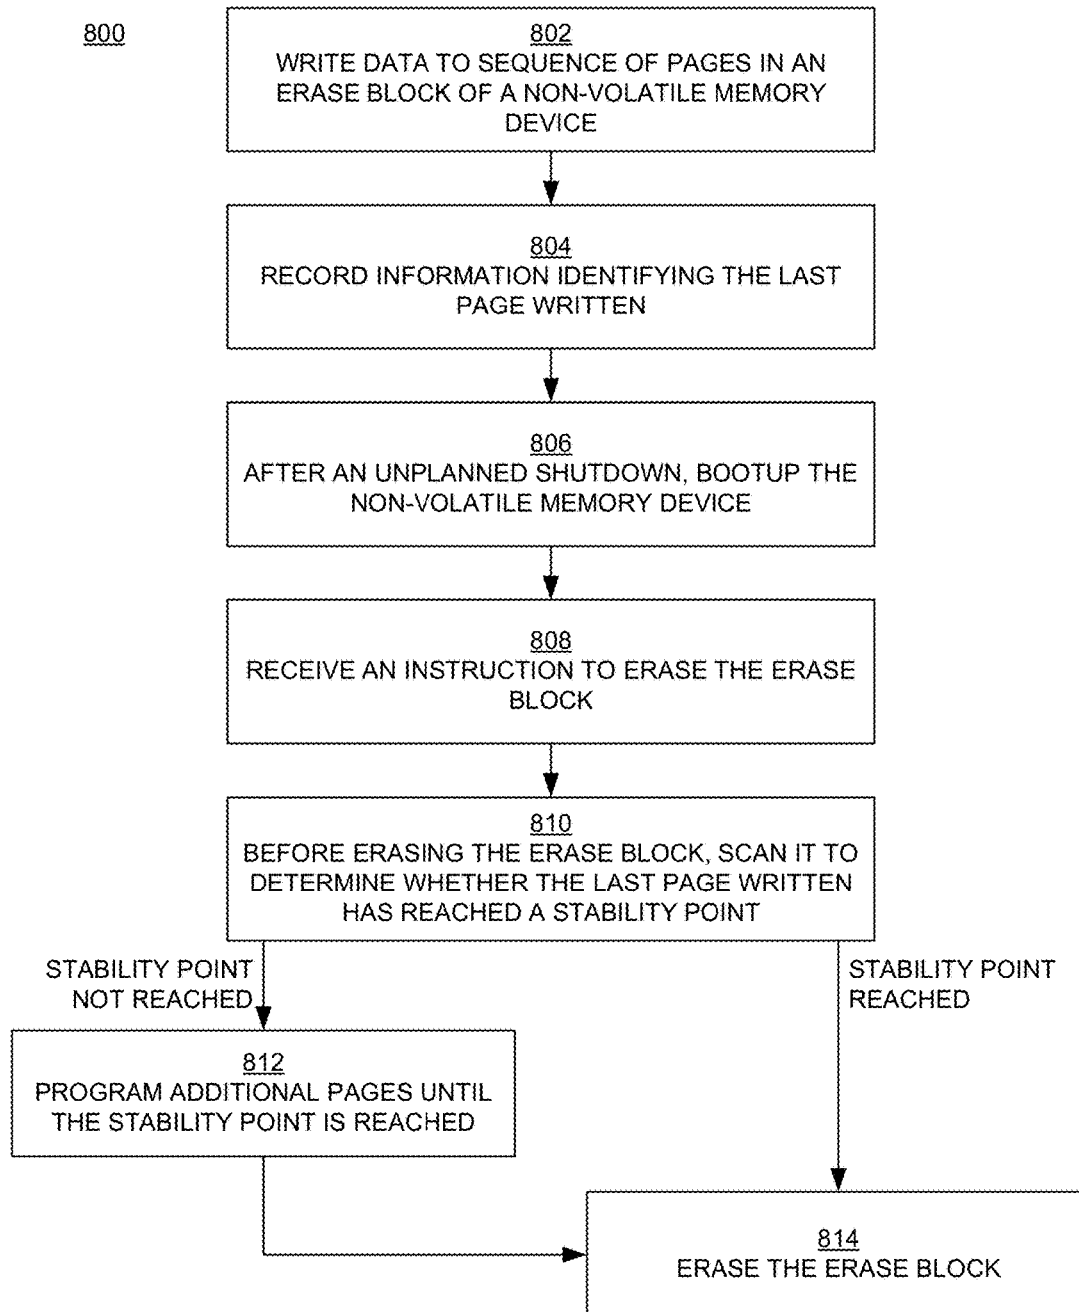 800
802
WRITE DATA TO SEQUENCE OF PAGES IN AN
ERASE BLOCK OF A NON-VOLATILE MEMORY
DEVICE
804
RECORD INFORMATION IDENTIFYING THE LAST
PAGE WRITTEN
806
AFTER AN UNPLANNED SHUTDOWN, BOOTUP THE
NON-VOLATILE MEMORY DEVICE
808
RECEIVE AN INSTRUCTION TO ERASE THE ERASE
BLOCK
810
BEFORE ERASING THE ERASE BLOCK, SCAN IT TO
DETERMINE WHETHER THE LAST PAGE WRITTEN
HAS REACHED A STABILITY POINT
STABILITY POINT
NOT REACHED
STABILITY POINT
REACHED
812
PROGRAM ADDITIONAL PAGES UNTIL
THE STABILITY POINT IS REACHED
814
ERASE THE ERASE BLOCK